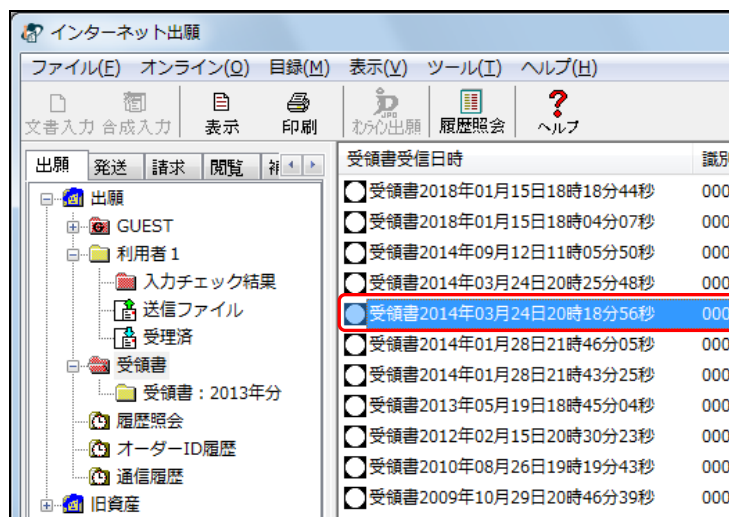 インターネット出願
ファイル(F) オンライン(O) 目録(M) 表示(V) ツール(T) ヘルプ(H)
文書入力 合成入力 表示 印刷 オンライン出願 履歴照会 ヘルプ
出願 発送 請求 閲覧
受領書受信日時
出願
GUEST
利用者1
入力チェック結果
送信ファイル
受理済
受領書
受領書：2013年分
履歴照会
オーダーID履歴
通信履歴
旧資産
受領書2018年01月15日18時18分44秒 000
受領書2018年01月15日18時04分07秒 000
受領書2014年09月12日11時05分50秒 000
受領書2014年03月24日20時25分48秒 000
受領書2014年03月24日20時18分56秒 000
受領書2014年01月28日21時46分05秒 000
受領書2014年01月28日21時43分25秒 000
受領書2013年05月19日18時45分04秒 000
受領書2012年02月15日20時30分23秒 000
受領書2010年08月26日19時19分43秒 000
受領書2009年10月29日20時46分39秒 000